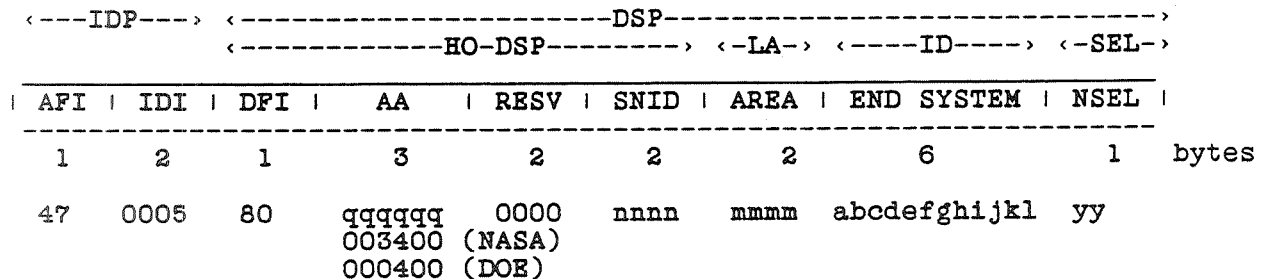 <---IDP---> <----------------------DSP---------------------------->
<-----------HO-DSP--------> <-LA-> <----ID----> <-SEL->
| AFI | IDI | DFI | AA | RESV | SNID | AREA | END SYSTEM | NSEL |
1 2 1 3 2 2 2 6 1 bytes
47 0005 80 qqqqqq 0000 nnnn mmmm abcdefghijkl yy
003400 (NASA)
000400 (DOE)